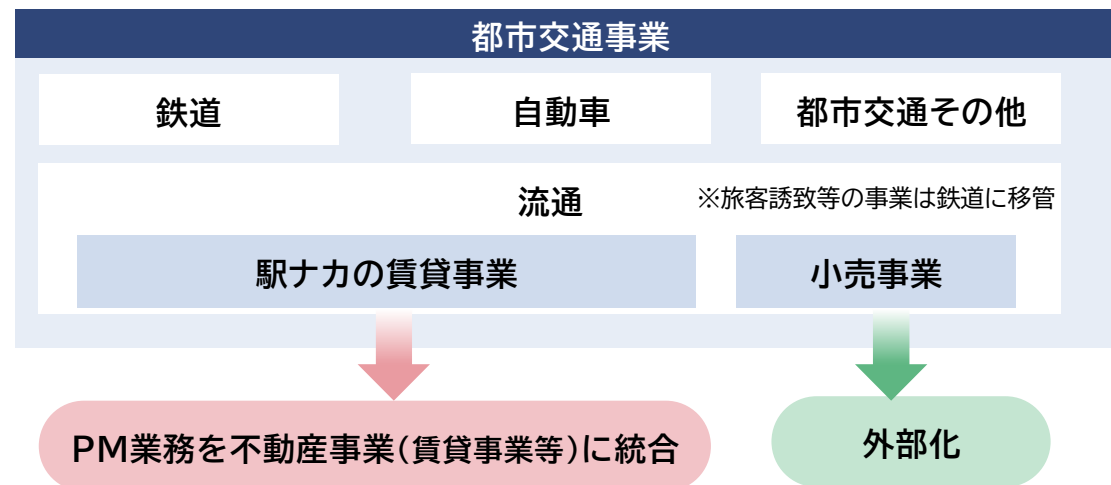 都市交通事業
鉄道
自動車
都市交通その他
流通
※旅客誘致等の事業は鉄道に移管
駅ナカの賃貸事業
小売事業
PM業務を不動産事業(賃貸事業等)に統合
外部化